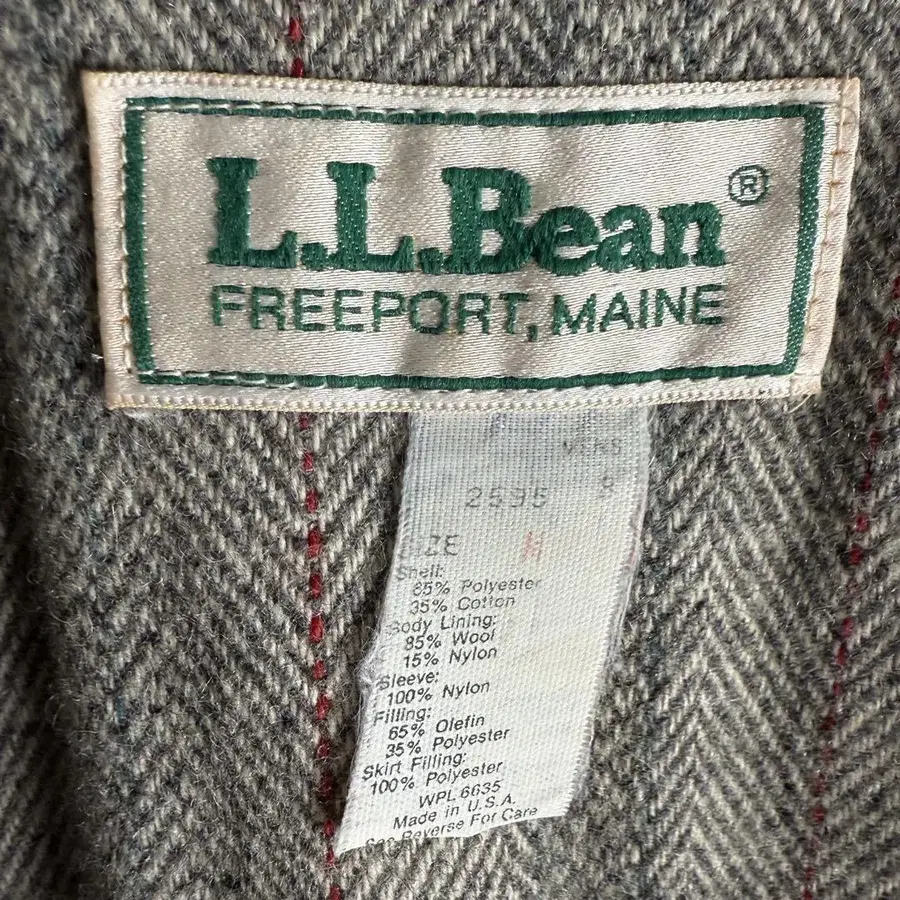 L.L.Bean®
FREEPORT, MAINE
2595
SIZE
Shell:
65% Polyester
35% Cotton
Body Lining:
85% Wool
15% Nylon
Sleeve:
100% Nylon
Filling:
65% Olefin
35% Polyester
Skirt Filling:
100% Polyester
WPL 6635
Made in U.S.A.
See Reverse For Care